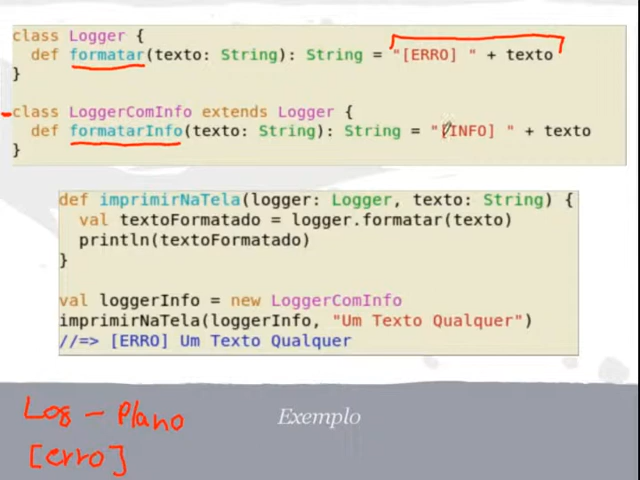 class Logger {
def formatar(texto: String): String = "[ERRO] " + texto
}
class LoggerComInfo extends Logger {
def formatarInfo(texto: String): String = "[INFO] " + texto
}
def imprimirNaTela(logger: Logger, texto: String) {
val textoFormatado = logger.formatar(texto)
println(textoFormatado)
}
val loggerInfo = new LoggerComInfo
imprimirNaTela(loggerInfo, "Um Texto Qualquer")
//=> [ERRO] Um Texto Qualquer
Log - Plano
[erro]
Exemplo